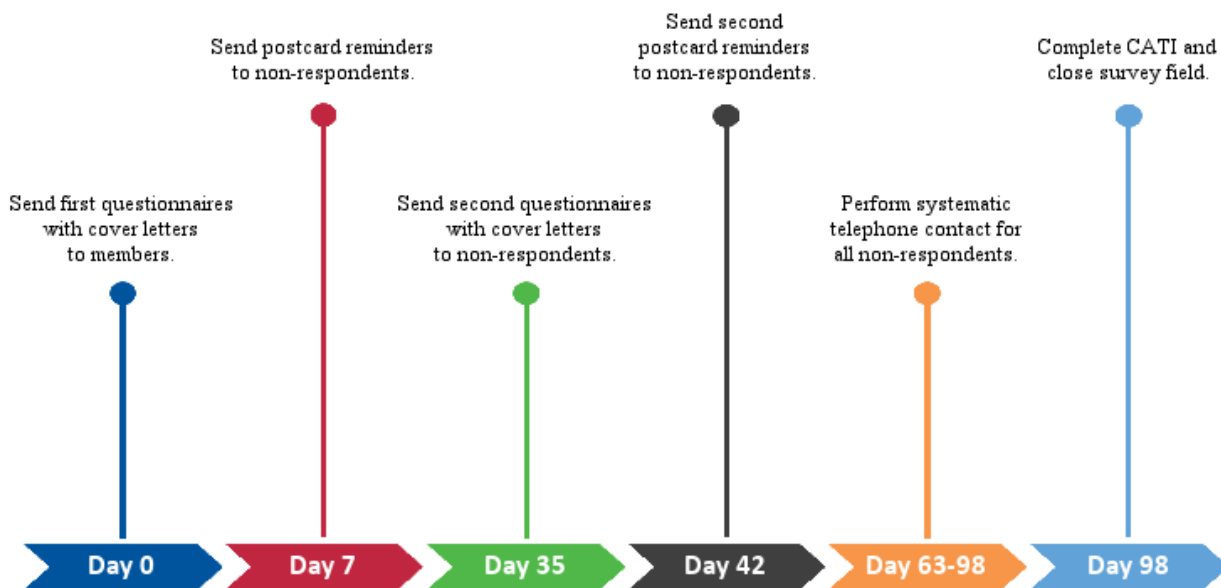 Send first questionnaires
with cover letters
to members.
Send postcard reminders
to non-respondents.
Send second questionnaires
with cover letters
to non-respondents.
Send second
postcard reminders
to non-respondents.
Perform systematic
telephone contact for
all non-respondents.
Complete CATI and
close survey field.
Day 0
Day 7
Day 35
Day 42
Day 63-98
Day 98